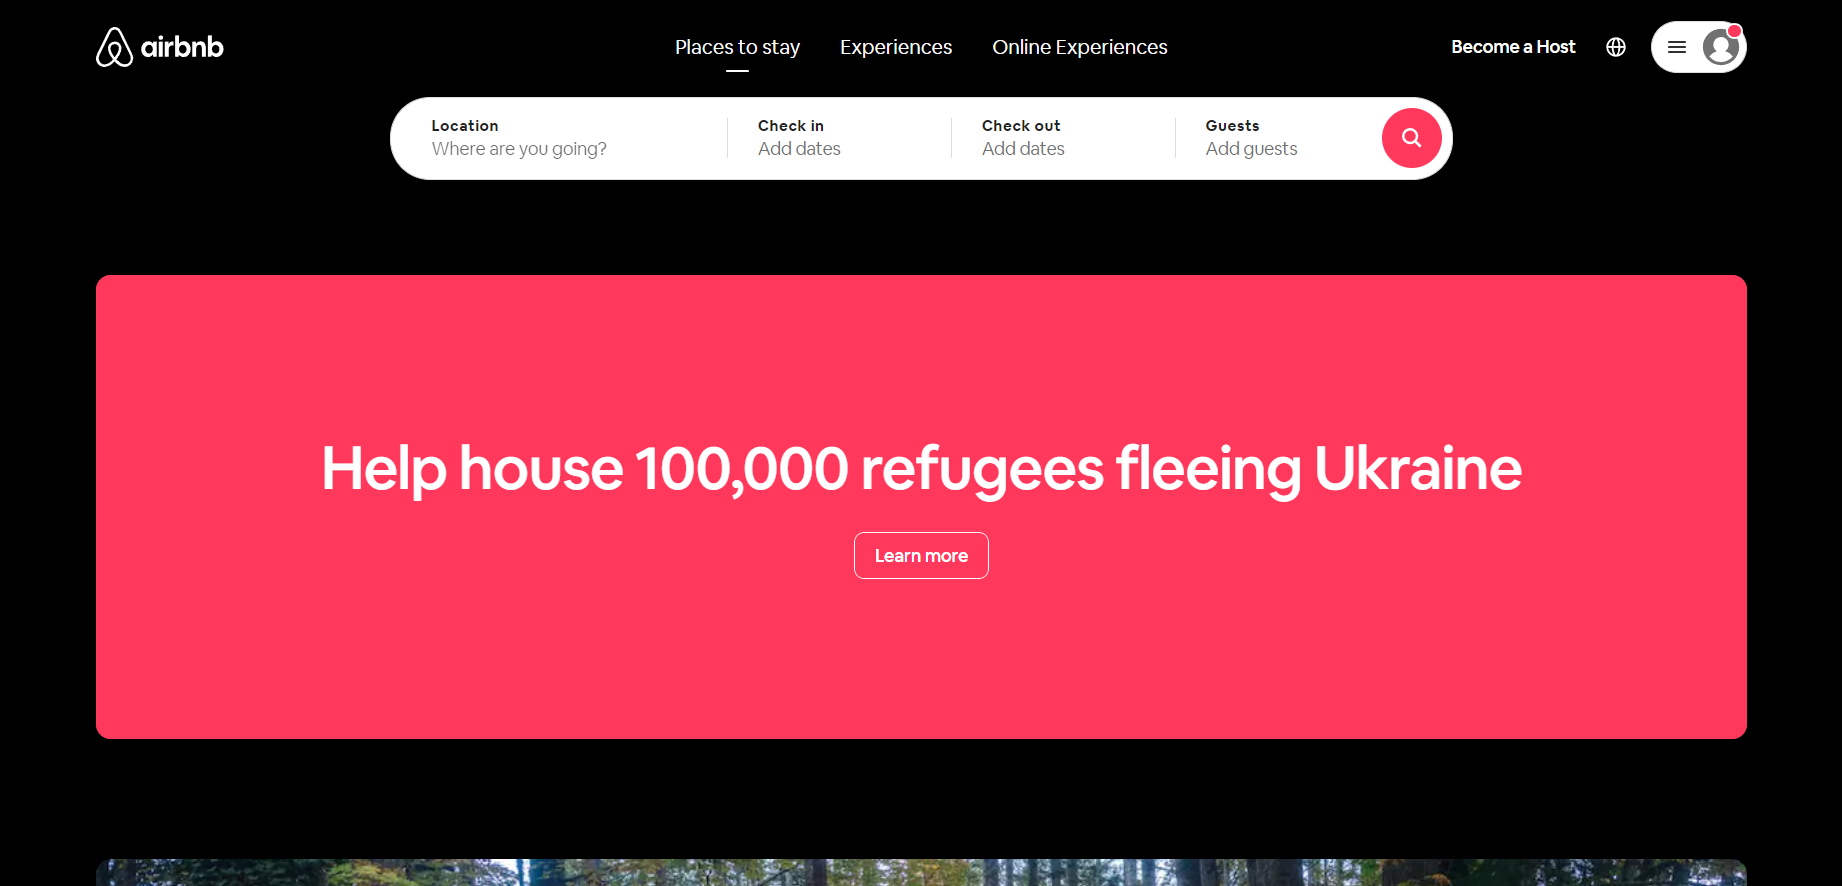 airbnb
Places to stay
Experiences
Online Experiences
Become a Host
Location
Where are you going?
Check in
Add dates
Check out
Add dates
Guests
Add guests
Help house 100,000 refugees fleeing Ukraine
Learn more